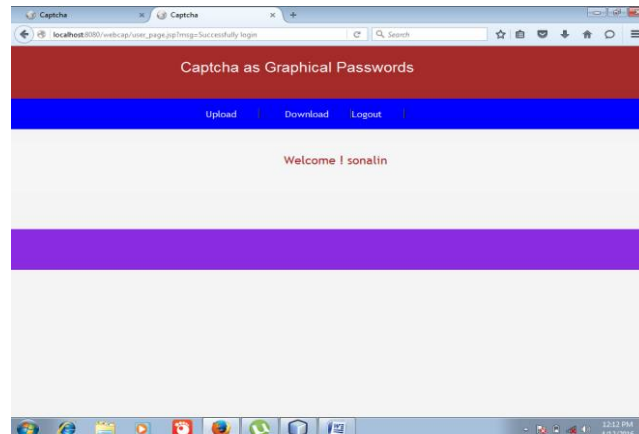 Captcha Captcha
localhost:8080/webcap/user_page.jsp?msg=Successfully login Search
Captcha as Graphical Passwords
Upload Download Logout
Welcome ! sonalin
12:12 PM